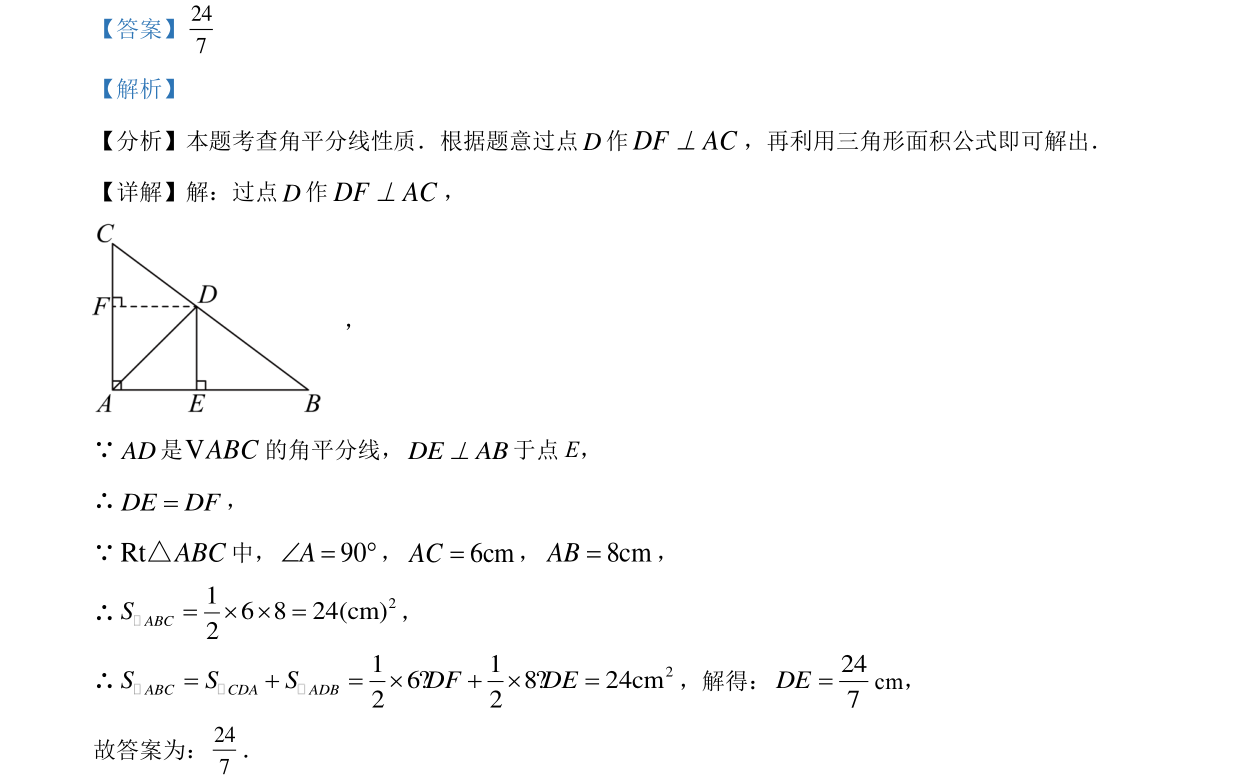 【答案】24/7
【解析】
【分析】本题考查角平分线性质．根据题意过点D作DF⊥AC，再利用三角形面积公式即可解出．
【详解】解：过点D作DF⊥AC，
C
F
D
A
E
B
，
∵AD是VABC的角平分线，DE⊥AB于点E，
∴DE=DF，
∵Rt△ABC中，∠A=90°，AC=6cm，AB=8cm，
∴S□ABC=1/2×6×8=24(cm)²，
∴S□ABC=S□CDA+S□ADB=1/2×6?DF+1/2×8?DE=24cm²，解得：DE=24/7cm，
故答案为：24/7．